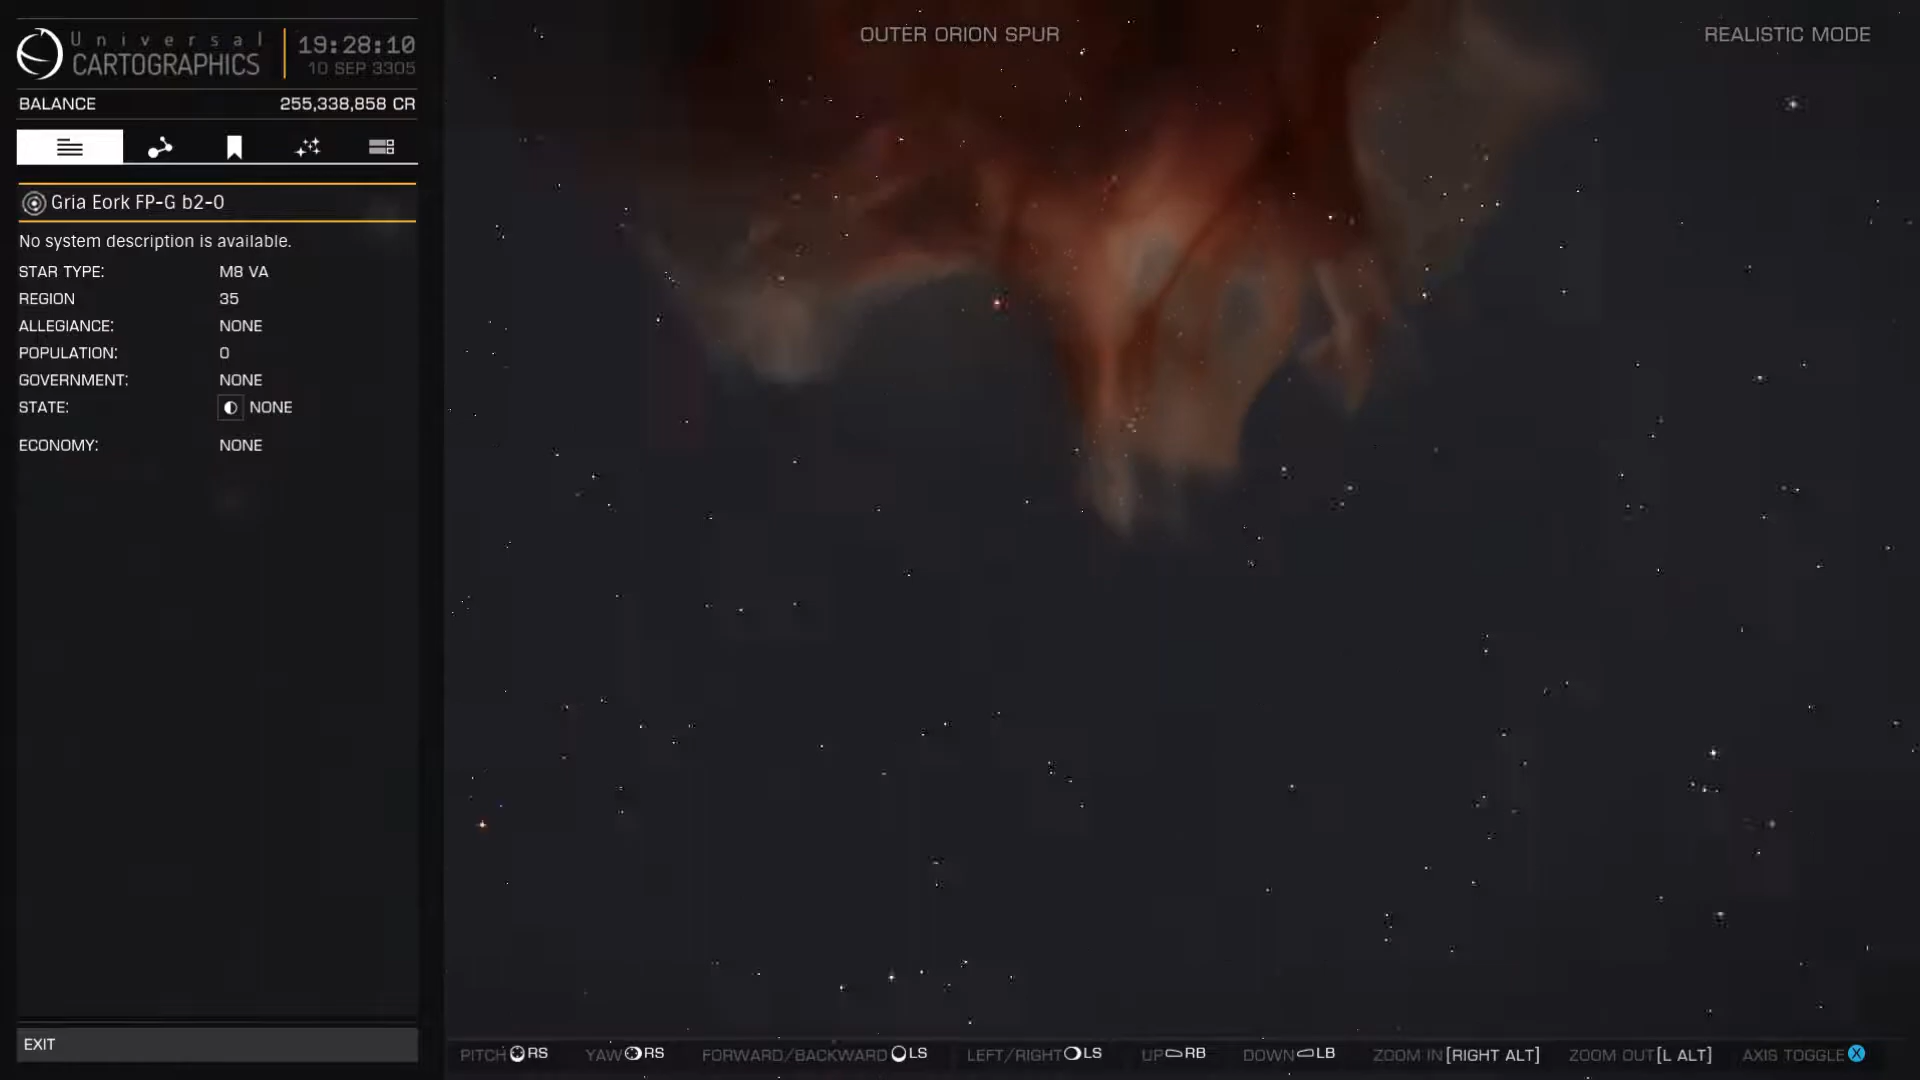 Universal
CARTOGRAPHICS
19:28:10
10 SEP 3305
BALANCE 255,338,858 CR
Gria Eork FP-G b2-0
No system description is available.
STAR TYPE: M8 VA
REGION 35
ALLEGIANCE: NONE
POPULATION: 0
GOVERNMENT: NONE
STATE: NONE
ECONOMY: NONE
EXIT
OUTER ORION SPUR
REALISTIC MODE
PITCH RS YAW RS FORWARD/BACKWARD LS LEFT/RIGHT LS UP RB DOWN LB ZOOM IN [RIGHT ALT] ZOOM OUT [L ALT] AXIS TOGGLE X